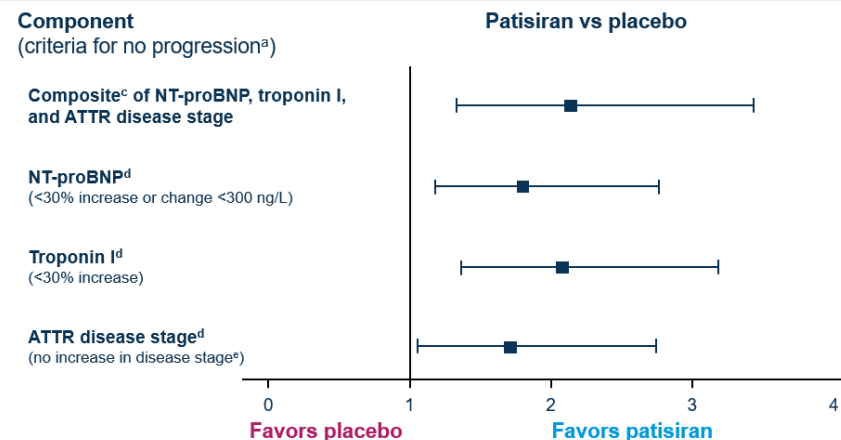 Component
(criteria for no progressionᵃ)
Patisiran vs placebo
Compositeᶜ of NT-proBNP, troponin I,
and ATTR disease stage
NT-proBNPᵈ
(<30% increase or change <300 ng/L)
Troponin Iᵈ
(<30% increase)
ATTR disease stageᵈ
(no increase in disease stageᵉ)
0 1 2 3 4
Favors placebo Favors patisiran